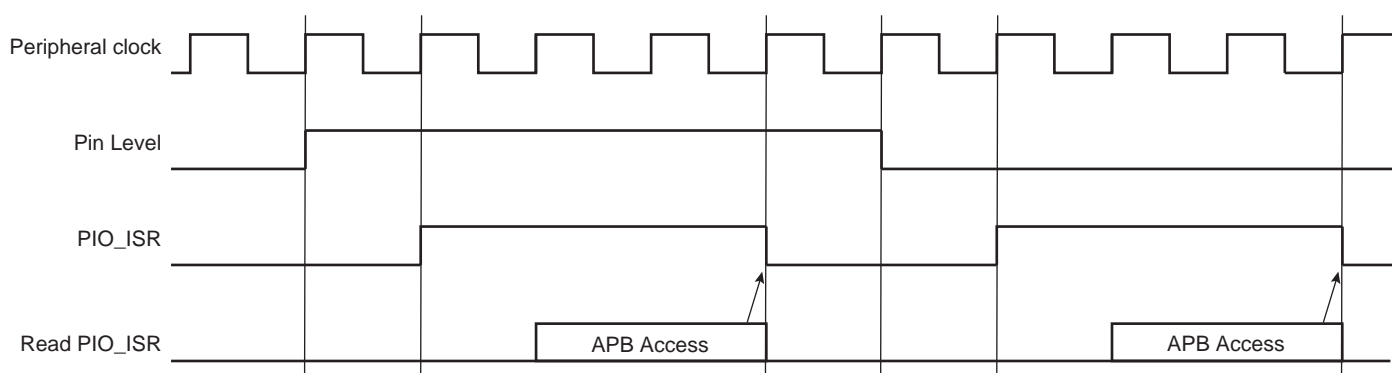 Peripheral clock
Pin Level
PIO_ISR
Read PIO_ISR
APB Access
APB Access